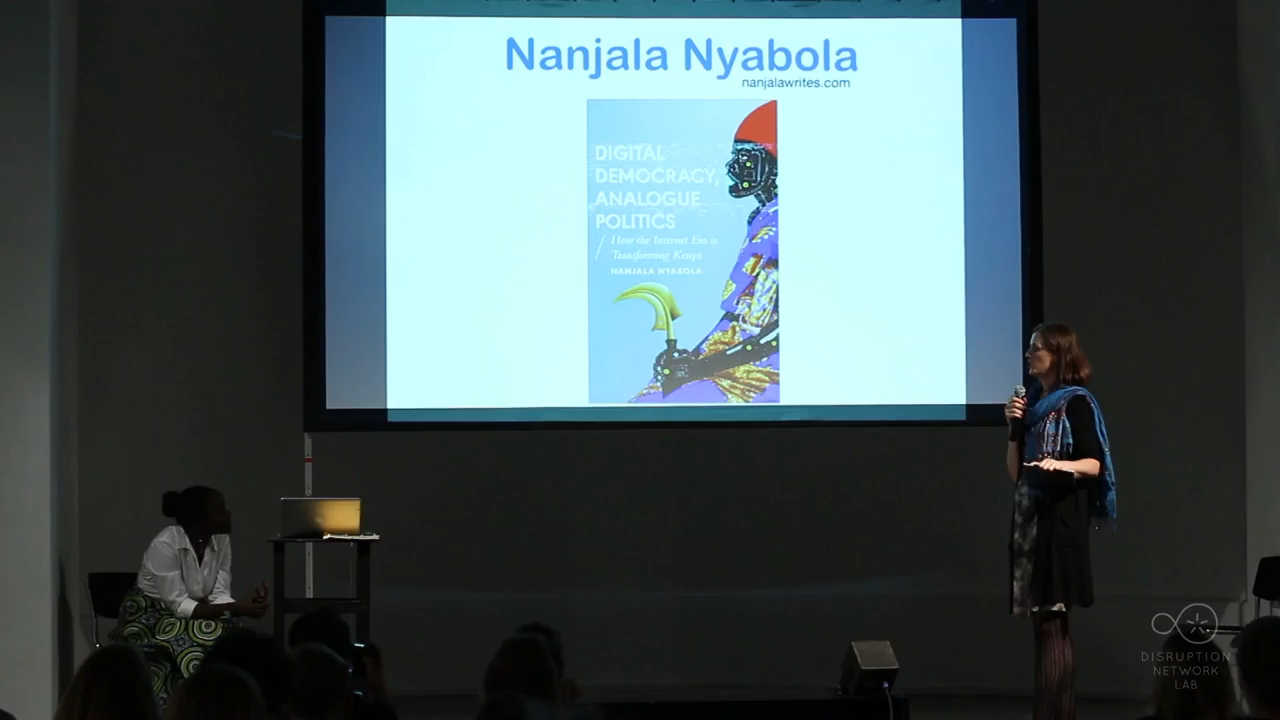 Nanjala Nyabola
nanjalawrites.com
DIGITAL
DEMOCRACY,
ANALOGUE
POLITICS
/ How the Internet Era is
Transforming Kenya
NANJALA NYABOLA
DISRUPTION
NETWORK
LAB